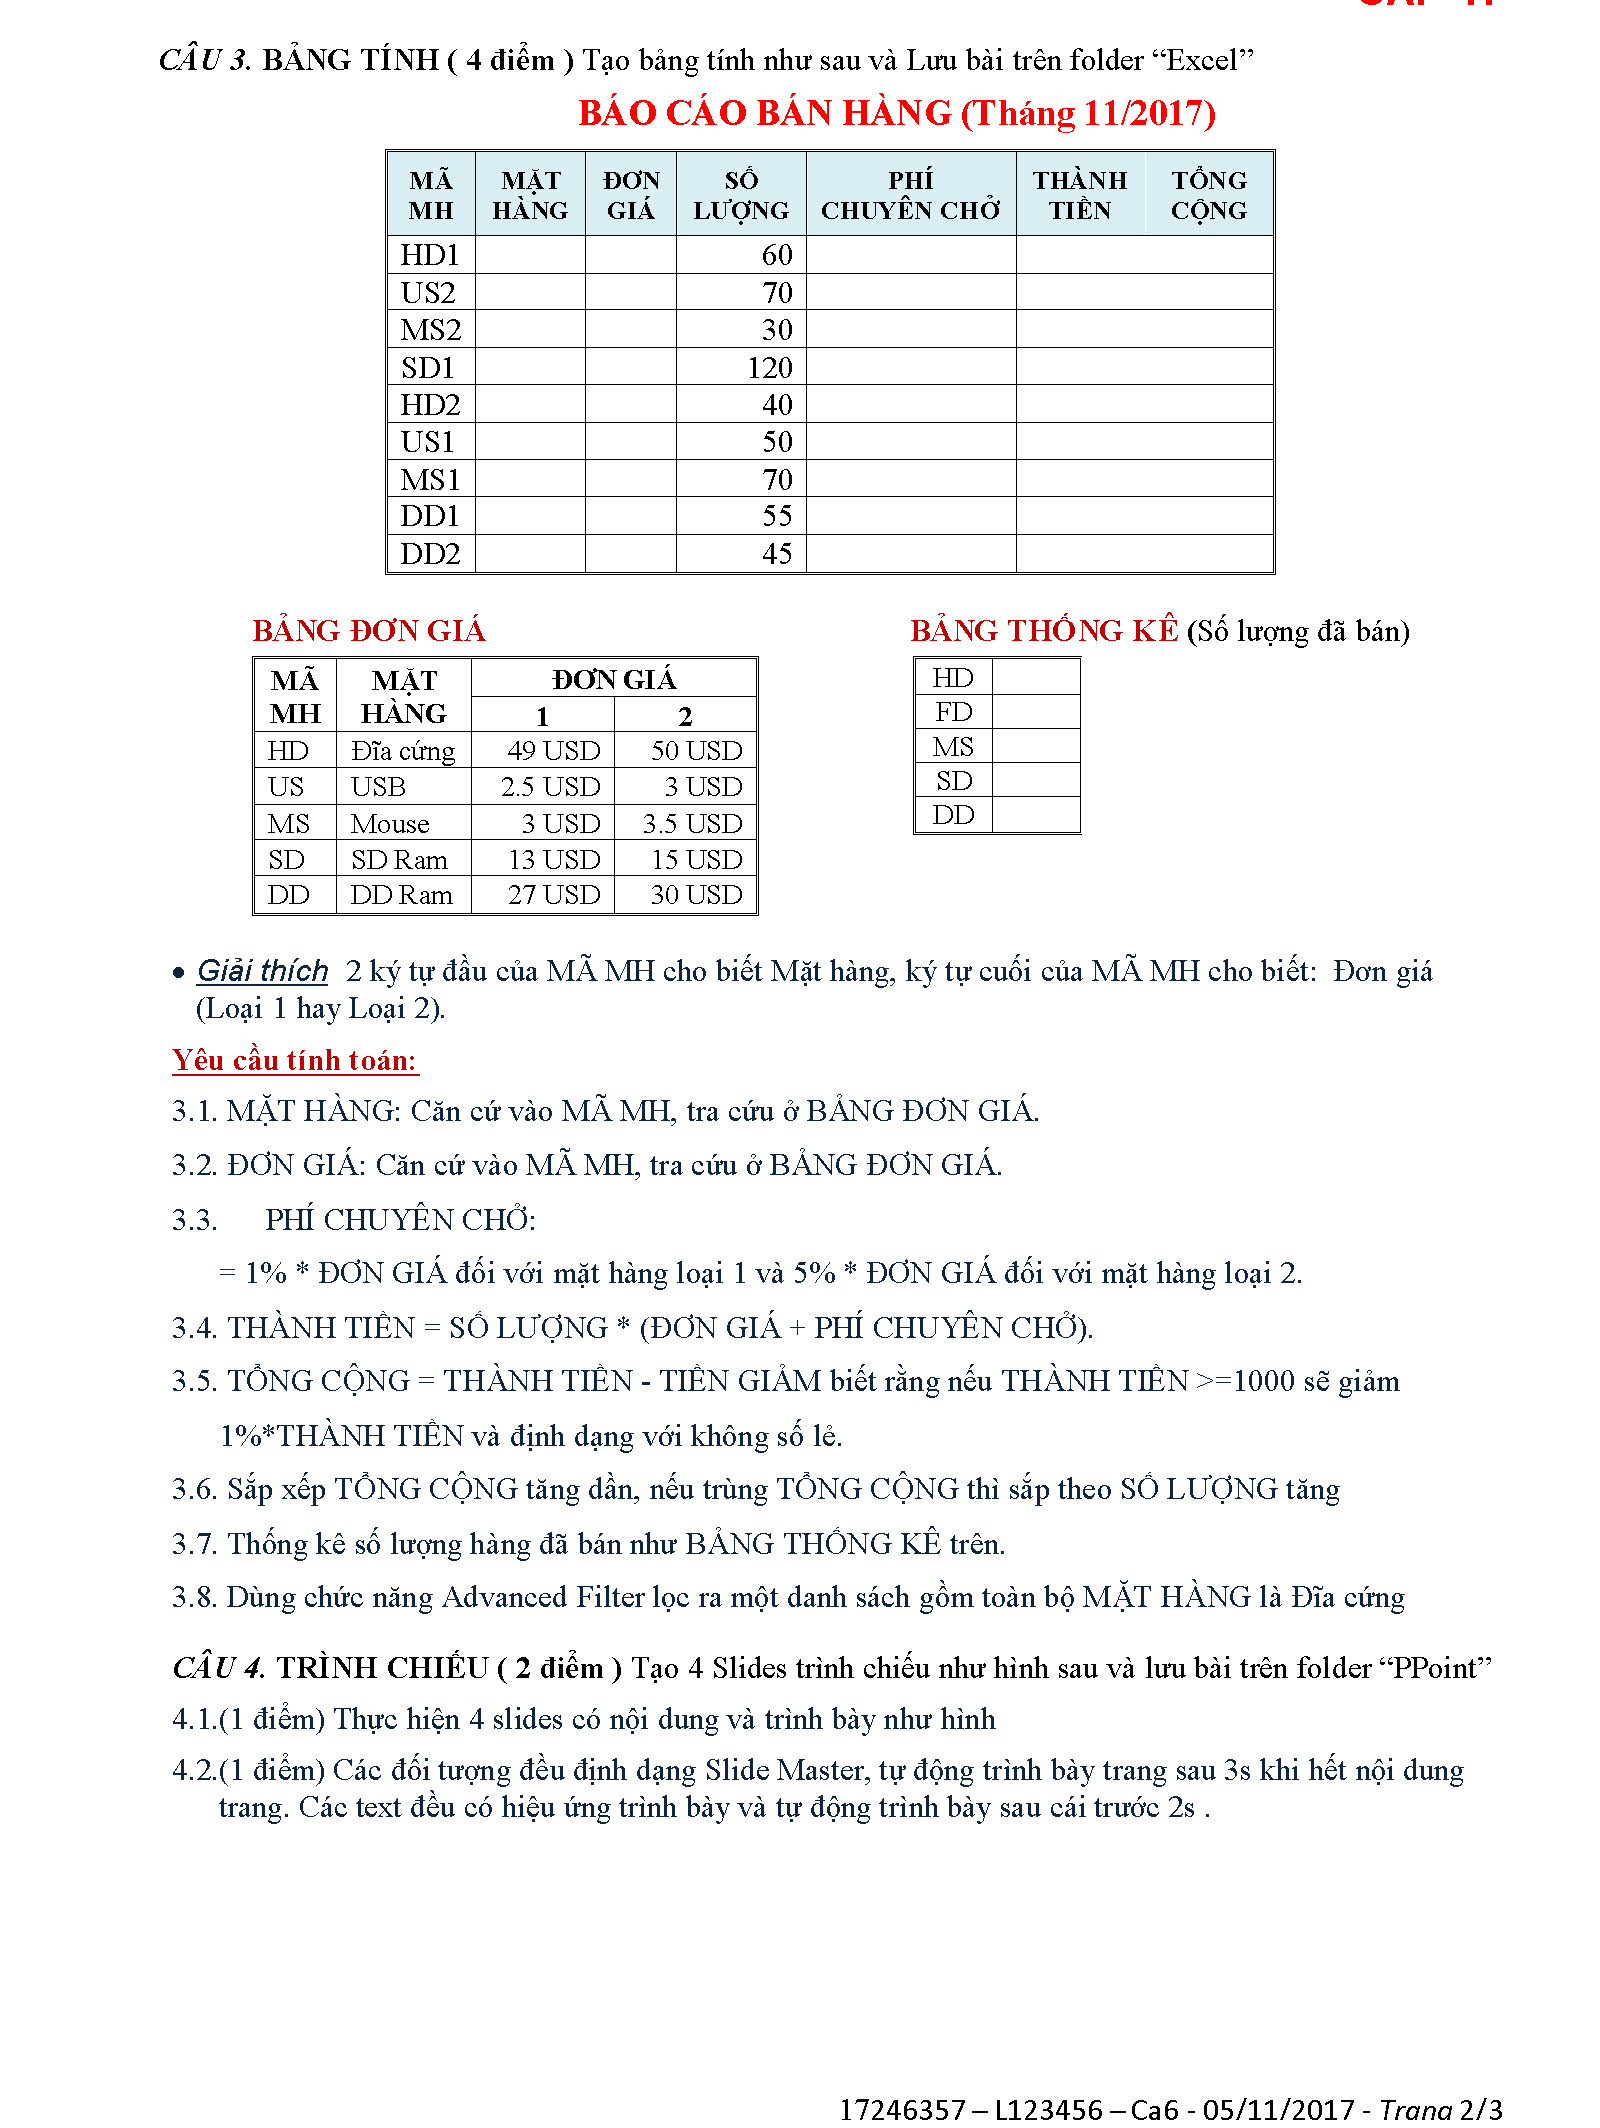 CÂU 3. BẢNG TÍNH ( 4 điểm ) Tạo bảng tính như sau và Lưu bài trên folder “Excel”
BÁO CÁO BÁN HÀNG (Tháng 11/2017)
MÃ MH MẶT HÀNG ĐƠN GIÁ SỐ LƯỢNG PHÍ CHUYÊN CHỞ THÀNH TIỀN TỔNG CỘNG
HD1 60
US2 70
MS2 30
SD1 120
HD2 40
US1 50
MS1 70
DD1 55
DD2 45
BẢNG ĐƠN GIÁ
MÃ MH MẶT HÀNG ĐƠN GIÁ
1 2
HD Đĩa cứng 49 USD 50 USD
US USB 2.5 USD 3 USD
MS Mouse 3 USD 3.5 USD
SD SD Ram 13 USD 15 USD
DD DD Ram 27 USD 30 USD
BẢNG THỐNG KÊ (Số lượng đã bán)
HD
FD
MS
SD
DD
• Giải thích 2 ký tự đầu của MÃ MH cho biết Mặt hàng, ký tự cuối của MÃ MH cho biết: Đơn giá
(Loại 1 hay Loại 2).
Yêu cầu tính toán:
3.1. MẶT HÀNG: Căn cứ vào MÃ MH, tra cứu ở BẢNG ĐƠN GIÁ.
3.2. ĐƠN GIÁ: Căn cứ vào MÃ MH, tra cứu ở BẢNG ĐƠN GIÁ.
3.3. PHÍ CHUYÊN CHỞ:
= 1% * ĐƠN GIÁ đối với mặt hàng loại 1 và 5% * ĐƠN GIÁ đối với mặt hàng loại 2.
3.4. THÀNH TIỀN = SỐ LƯỢNG * (ĐƠN GIÁ + PHÍ CHUYÊN CHỞ).
3.5. TỔNG CỘNG = THÀNH TIỀN - TIỀN GIẢM biết rằng nếu THÀNH TIỀN >=1000 sẽ giảm
1%*THÀNH TIỀN và định dạng với không số lẻ.
3.6. Sắp xếp TỔNG CỘNG tăng dần, nếu trùng TỔNG CỘNG thì sắp theo SỐ LƯỢNG tăng
3.7. Thống kê số lượng hàng đã bán như BẢNG THỐNG KÊ trên.
3.8. Dùng chức năng Advanced Filter lọc ra một danh sách gồm toàn bộ MẶT HÀNG là Đĩa cứng
CÂU 4. TRÌNH CHIẾU ( 2 điểm ) Tạo 4 Slides trình chiếu như hình sau và lưu bài trên folder “PPoint”
4.1.(1 điểm) Thực hiện 4 slides có nội dung và trình bày như hình
4.2.(1 điểm) Các đối tượng đều định dạng Slide Master, tự động trình bày trang sau 3s khi hết nội dung
trang. Các text đều có hiệu ứng trình bày và tự động trình bày sau cái trước 2s .
17246357 – L123456 – Ca6 - 05/11/2017 - Trang 2/3